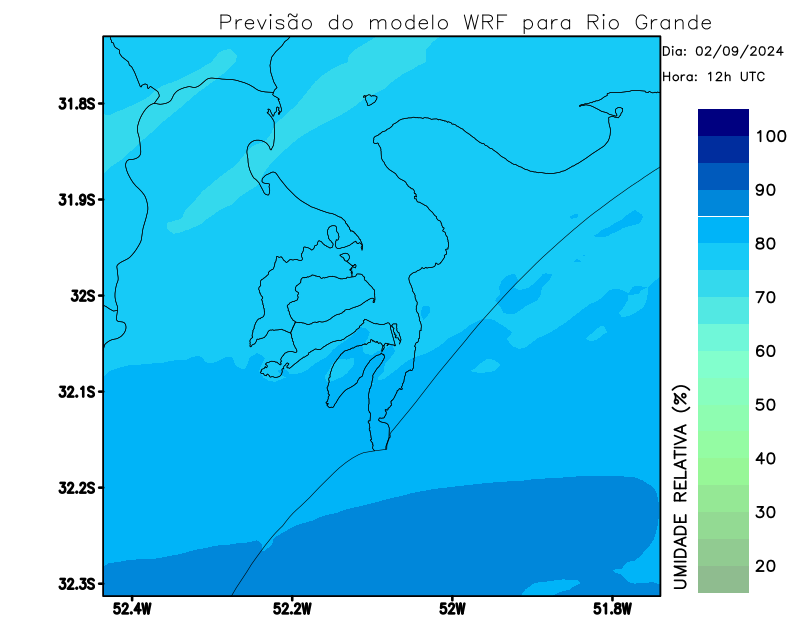 Previsão do modelo WRF para Rio Grande
Dia: 02/09/2024
Hora: 12h UTC
31.8S
31.9S
32S
32.1S
32.2S
32.3S
52.4W
52.2W
52W
51.8W
100
90
80
70
60
50
40
30
20
UMIDADE RELATIVA (%)